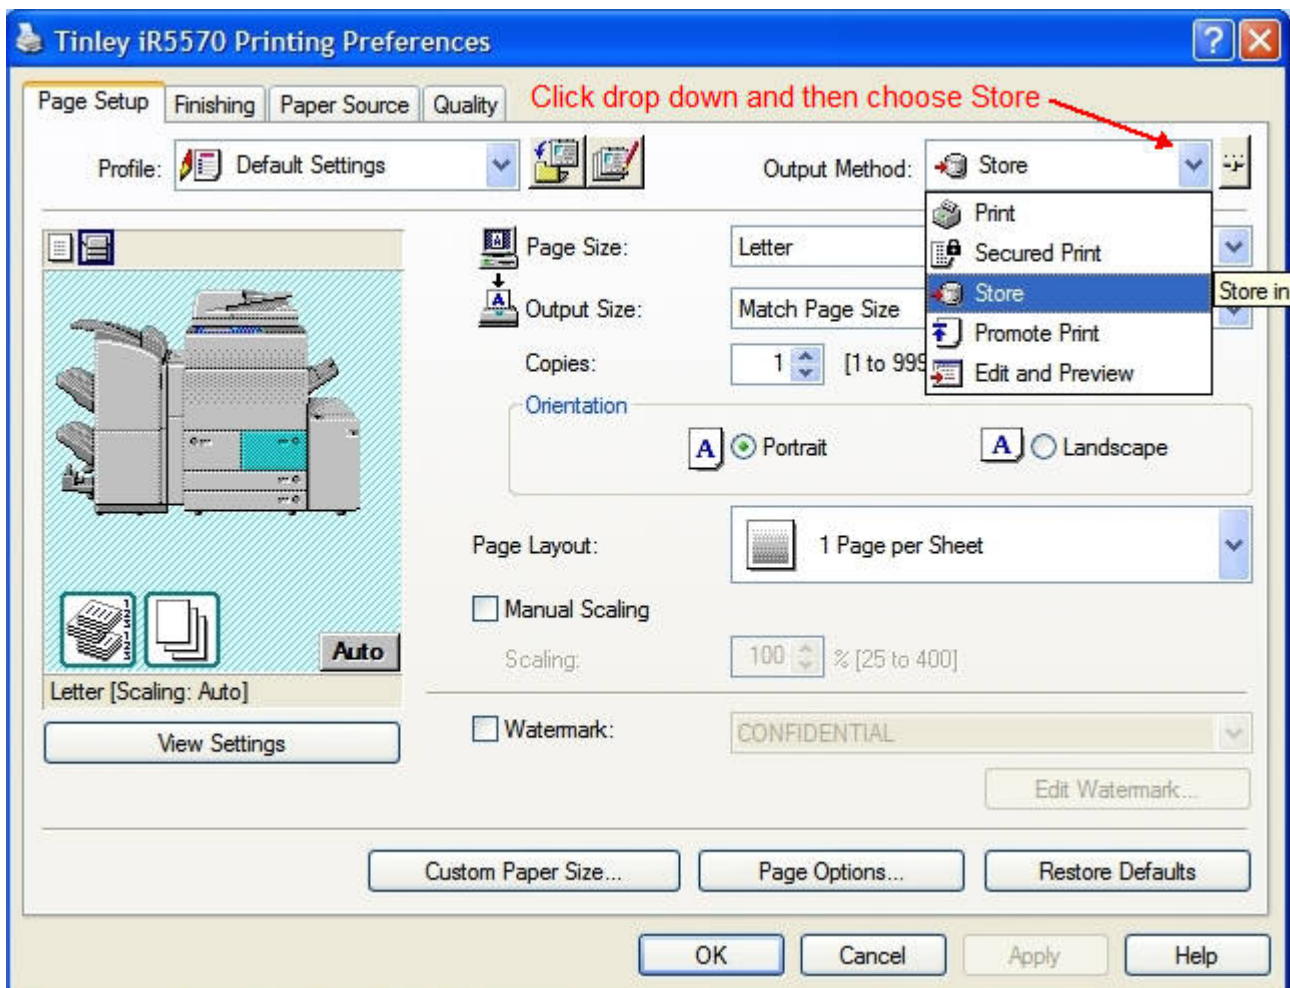 Tinley iR5570 Printing Preferences
Page Setup Finishing Paper Source Quality Click drop down and then choose Store
Profile: Default Settings Output Method: Store
Print
Page Size: Letter Secured Print
Store Store in
Output Size: Match Page Size Promote Print
Copies: 1 [1 to 999 Edit and Preview
Orientation
A Portrait A Landscape
Page Layout: 1 Page per Sheet
Manual Scaling
Auto Scaling: 100 % [25 to 400]
Letter [Scaling: Auto]
View Settings Watermark: CONFIDENTIAL
Edit Watermark...
Custom Paper Size... Page Options... Restore Defaults
OK Cancel Apply Help